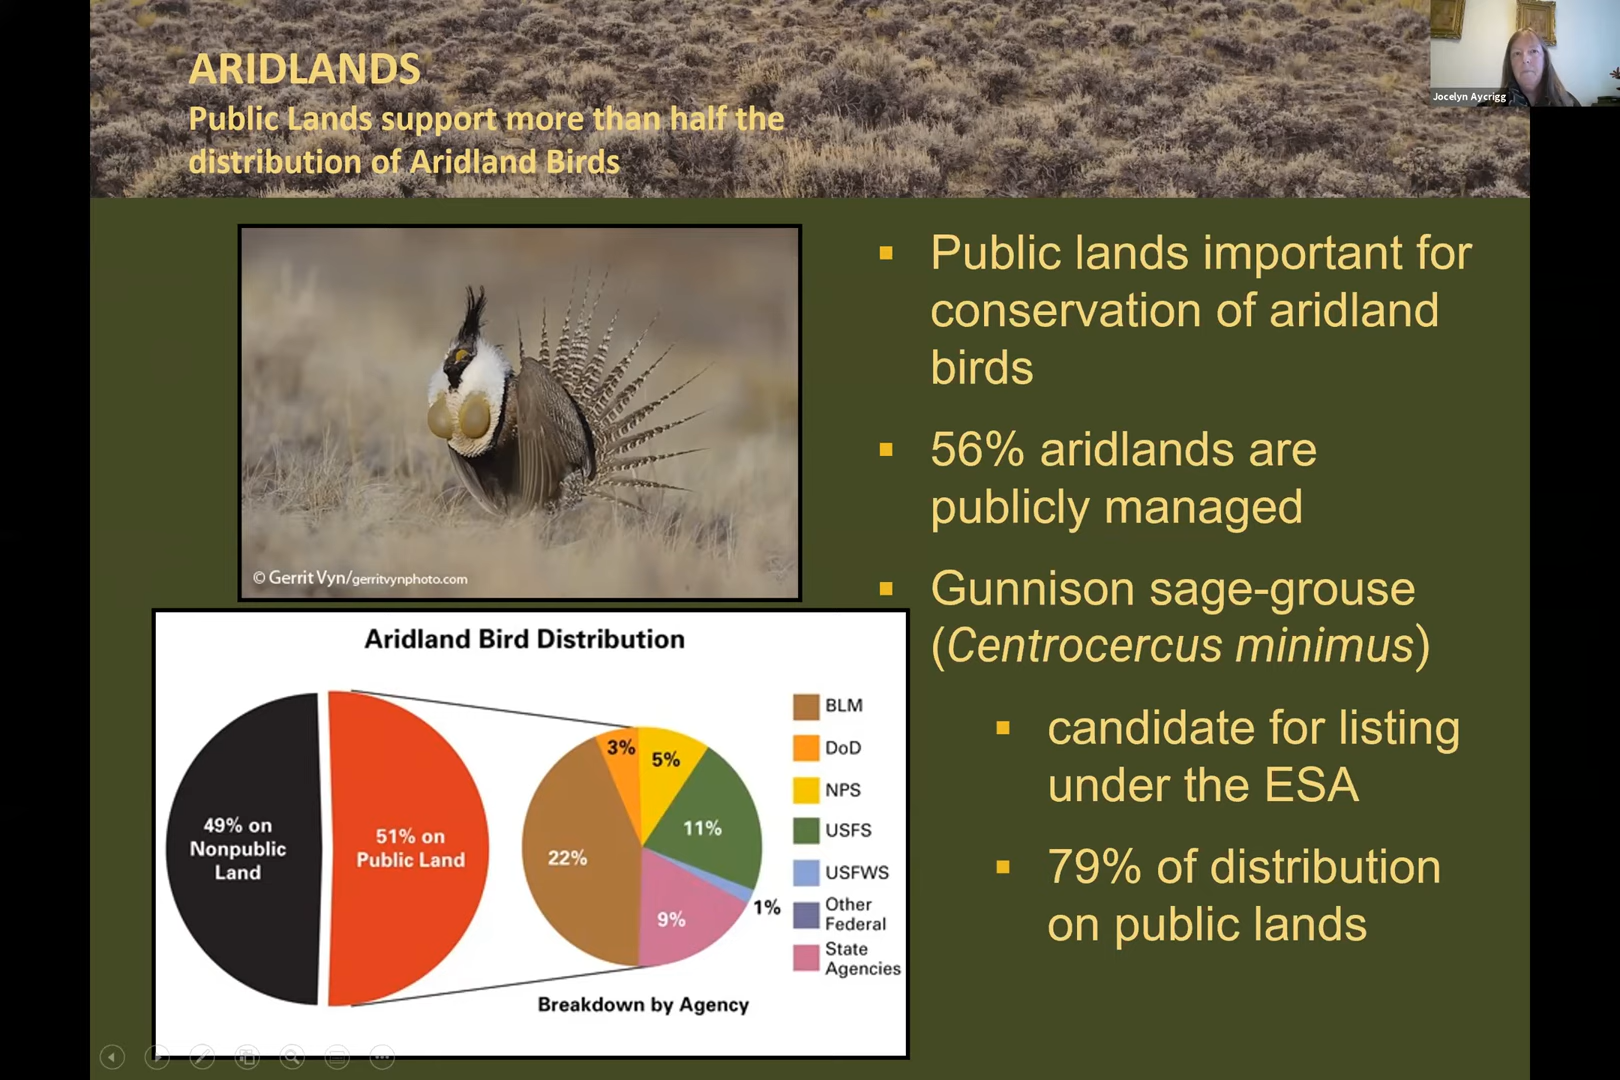 ARIDLANDS
Public Lands support more than half the
distribution of Aridland Birds
Jocelyn Aycrigg
© Gerrit Vyn/gerritvynphoto.com
▪ Public lands important for
conservation of aridland
birds
▪ 56% aridlands are
publicly managed
▪ Gunnison sage-grouse
(Centrocercus minimus)
▪ candidate for listing
under the ESA
▪ 79% of distribution
on public lands
Aridland Bird Distribution
49% on
Nonpublic
Land
51% on
Public Land
3%
5%
11%
22%
1%
9%
BLM
DoD
NPS
USFS
USFWS
Other
Federal
State
Agencies
Breakdown by Agency